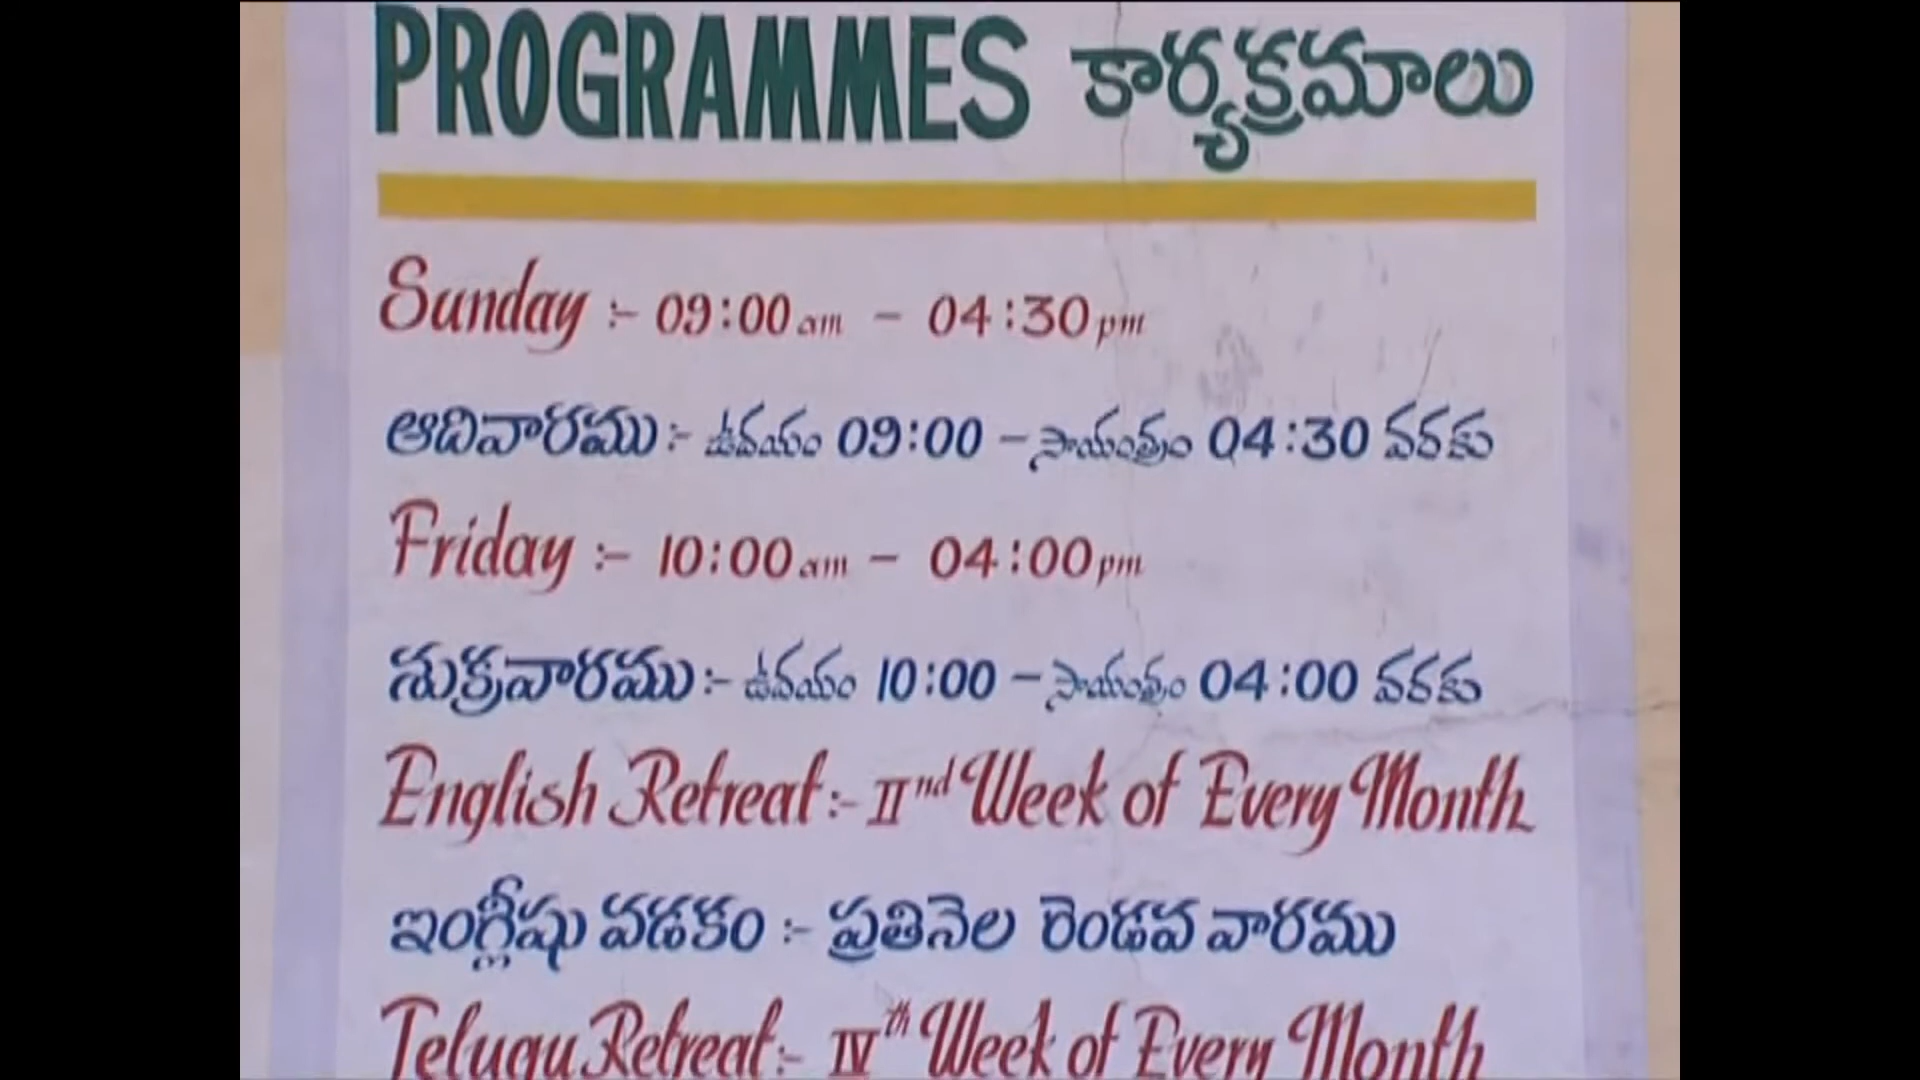 PROGRAMMES కార్యక్రమాలు
Sunday :- 09:00 am - 04:30 pm
ఆదివారము :- ఉదయం 09:00 - సాయంత్రం 04:30 వరకు
Friday :- 10:00 am - 04:00 pm
శుక్రవారము :- ఉదయం 10:00 - సాయంత్రం 04:00 వరకు
English Retreat :- IInd Week of Every Month
ఇంగ్లీషు వడకం :- ప్రతినెల రెండవ వారము
Telugu Retreat :- IVth Week of Every Month